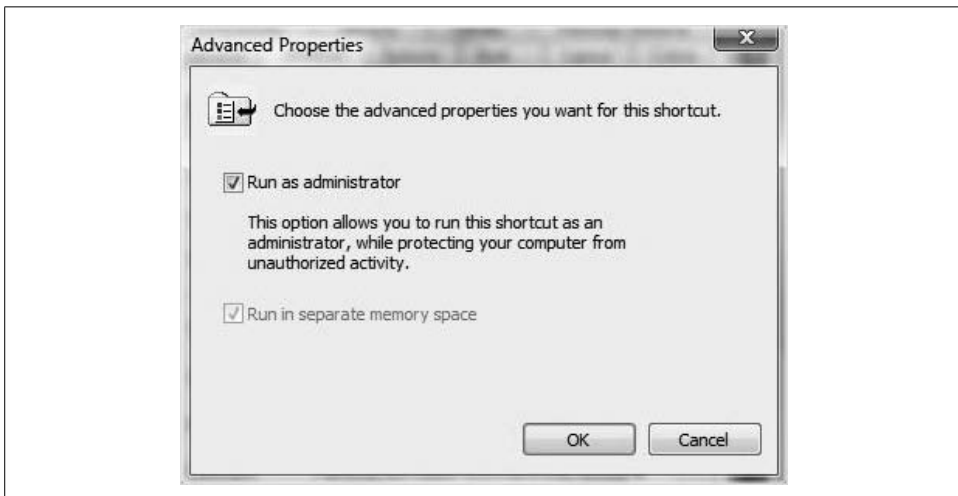 Advanced Properties
Choose the advanced properties you want for this shortcut.
Run as administrator
This option allows you to run this shortcut as an
administrator, while protecting your computer from
unauthorized activity.
Run in separate memory space
OK
Cancel